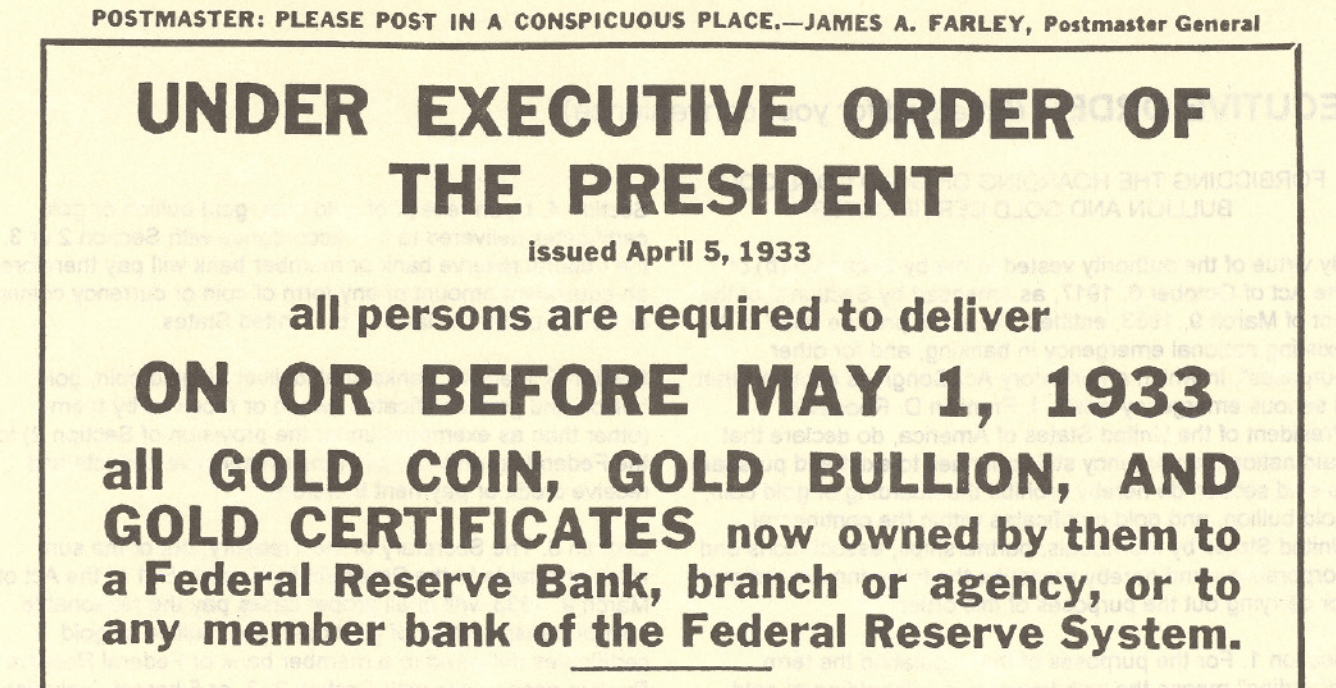 POSTMASTER: PLEASE POST IN A CONSPICUOUS PLACE.—JAMES A. FARLEY, Postmaster General
UNDER EXECUTIVE ORDER OF
THE PRESIDENT
issued April 5, 1933
all persons are required to deliver
ON OR BEFORE MAY 1, 1933
all GOLD COIN, GOLD BULLION, AND
GOLD CERTIFICATES now owned by them to
a Federal Reserve Bank, branch or agency, or to
any member bank of the Federal Reserve System.